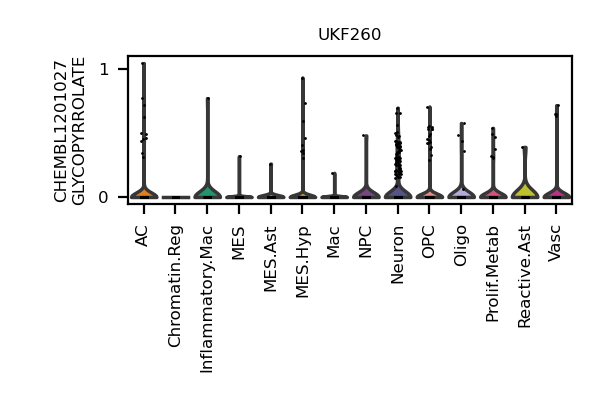 UKF260
CHEMBL1201027
GLYCOPYRROLATE
1
0
AC
Chromatin.Reg
Inflammatory.Mac
MES
MES.Ast
MES.Hyp
Mac
NPC
Neuron
OPC
Oligo
Prolif.Metab
Reactive.Ast
Vasc